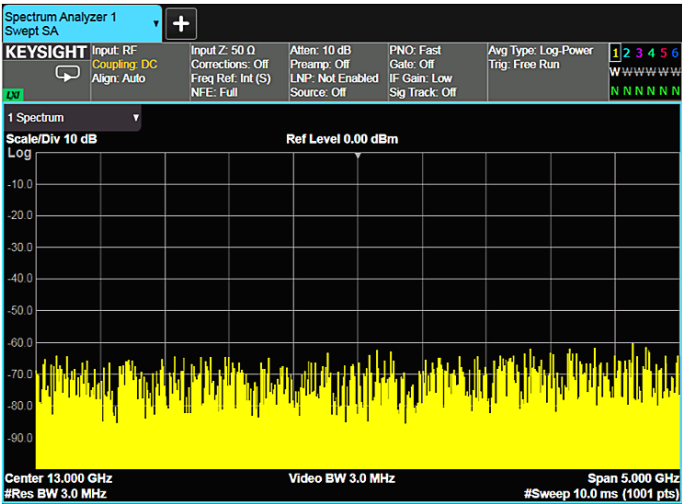 Spectrum Analyzer 1
Swept SA
+
KEYSIGHT Input: RF Input Z: 50 Ω Atten: 10 dB PNO: Fast Avg Type: Log-Power 1 2 3 4 5 6
Coupling: DC Corrections: Off Preamp: Off Gate: Off Trig: Free Run
Align: Auto Freq Ref: Int (S) LNP: Not Enabled IF Gain: Low W W W W W W
LXI NFE: Full Source: Off Sig Track: Off N N N N N N
1 Spectrum
Scale/Div 10 dB Ref Level 0.00 dBm
Log
-10.0
-20.0
-30.0
-40.0
-50.0
-60.0
-70.0
-80.0
-90.0
Center 13.000 GHz Video BW 3.0 MHz Span 5.000 GHz
#Res BW 3.0 MHz #Sweep 10.0 ms (1001 pts)